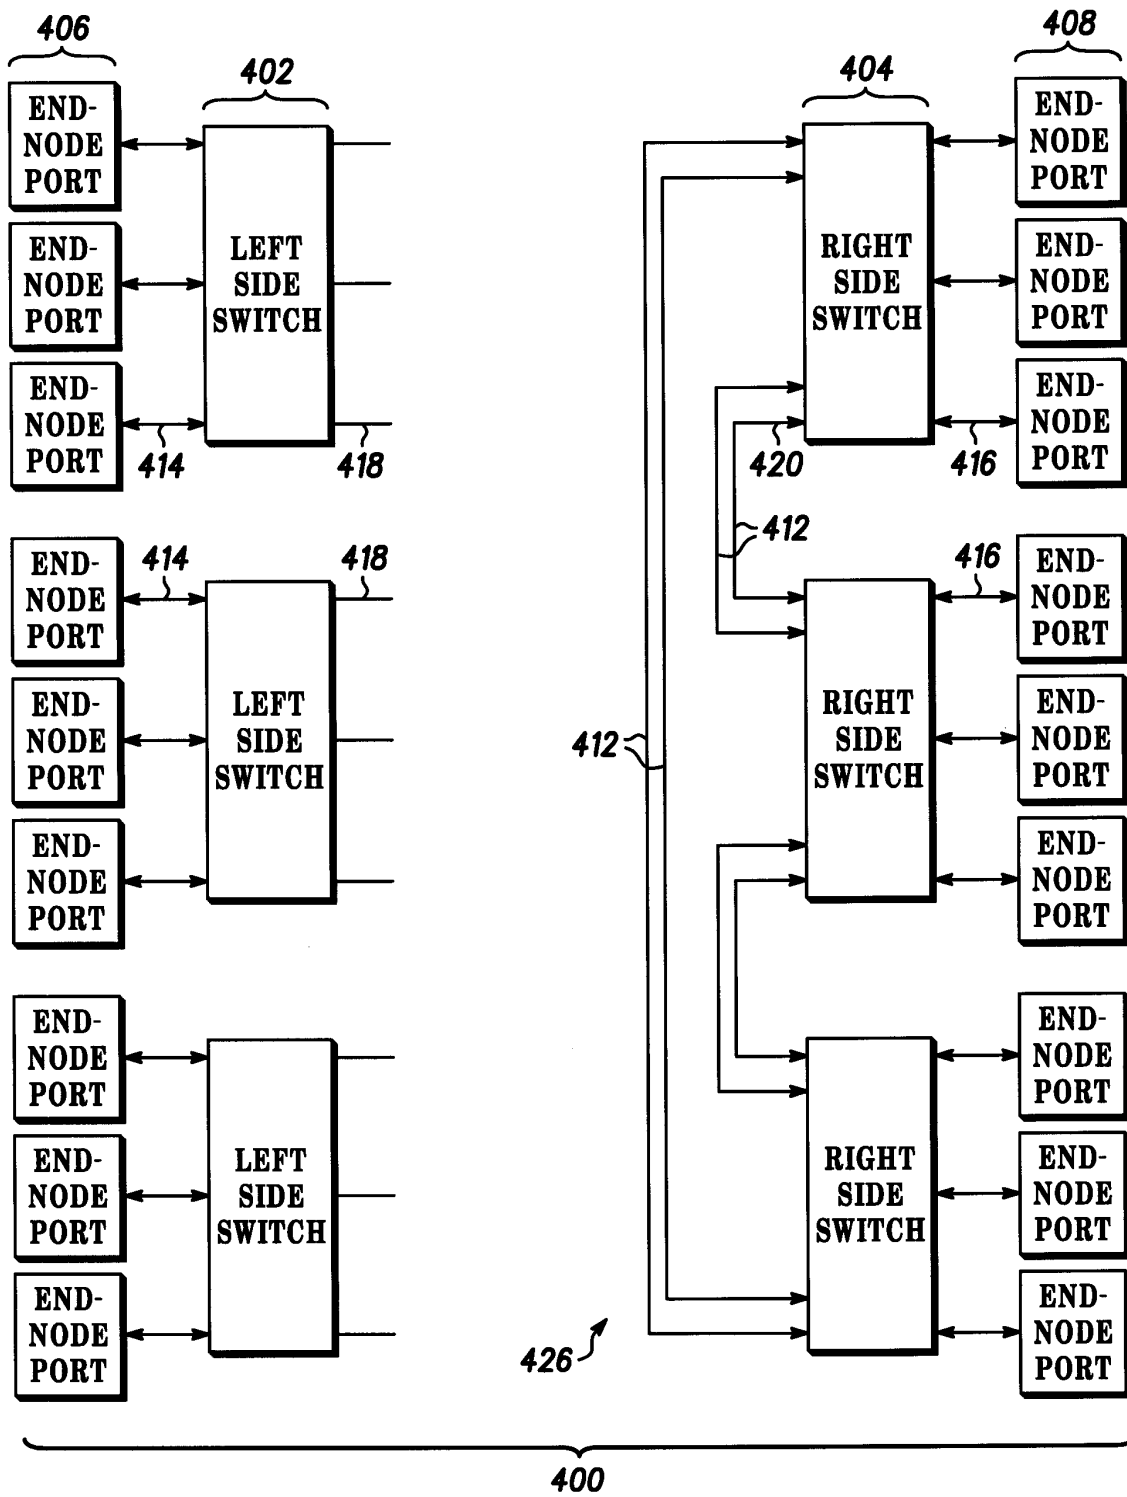 406
408
402
404
END-
NODE
PORT
END-
NODE
PORT
END-
NODE
PORT
LEFT
SIDE
SWITCH
414
418
RIGHT
SIDE
SWITCH
420
416
END-
NODE
PORT
END-
NODE
PORT
END-
NODE
PORT
412
END-
NODE
PORT
END-
NODE
PORT
END-
NODE
PORT
414
LEFT
SIDE
SWITCH
418
412
RIGHT
SIDE
SWITCH
416
END-
NODE
PORT
END-
NODE
PORT
END-
NODE
PORT
END-
NODE
PORT
END-
NODE
PORT
END-
NODE
PORT
LEFT
SIDE
SWITCH
RIGHT
SIDE
SWITCH
END-
NODE
PORT
END-
NODE
PORT
END-
NODE
PORT
426
400